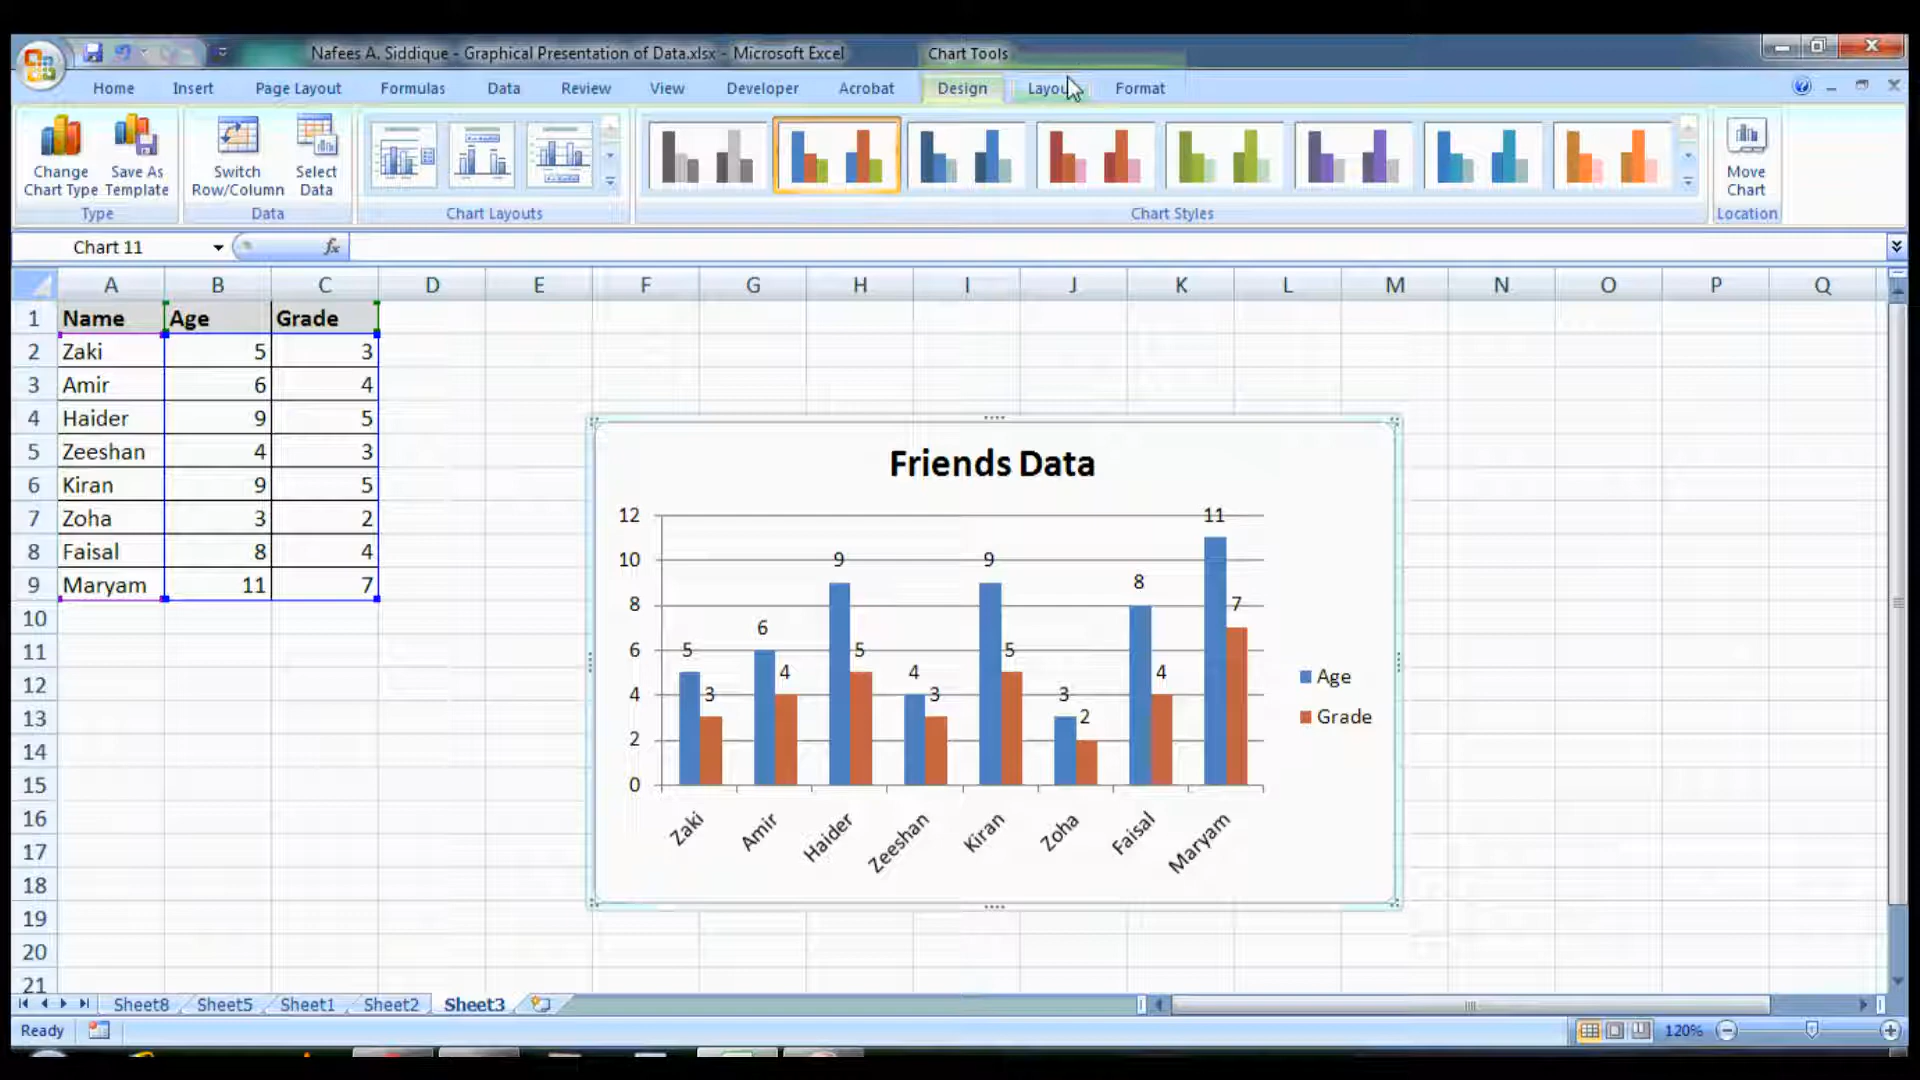 Nafees A. Siddique - Graphical Presentation of Data.xlsx - Microsoft Excel
Chart Tools
Home Insert Page Layout Formulas Data Review View Developer Acrobat Design Layout Format
Change Chart Type
Save As Template
Switch Row/Column
Select Data
Move Chart
Type Data Chart Layouts Chart Styles Location
Chart 11 fx
A B C D E F G H I J K L M N O P Q
1 Name Age Grade
2 Zaki 5 3
3 Amir 6 4
4 Haider 9 5
5 Zeeshan 4 3
6 Kiran 9 5
7 Zoha 3 2
8 Faisal 8 4
9 Maryam 11 7
10
11
12
13
14
15
16
17
18
19
20
21
Friends Data
12
10
8
6
4
2
0
5 3 6 4 9 5 4 3 9 5 3 2 8 4 11 7
Zaki Amir Haider Zeeshan Kiran Zoha Faisal Maryam
Age
Grade
Sheet8 Sheet5 Sheet1 Sheet2 Sheet3
Ready 120%